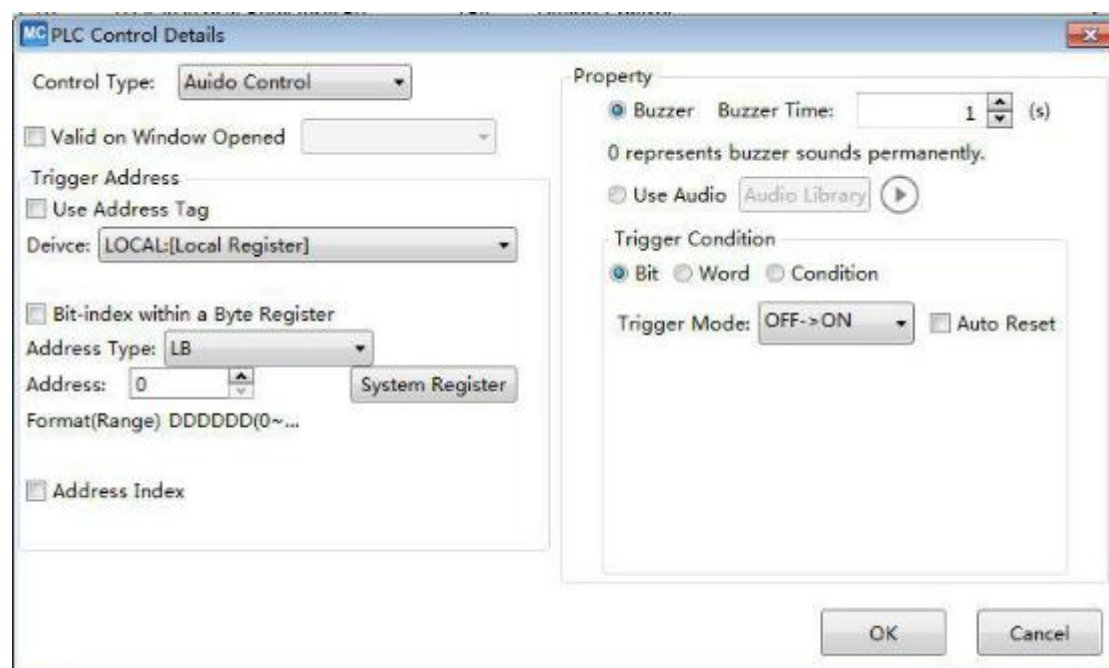 MC PLC Control Details
Control Type: Auido Control
Valid on Window Opened
Trigger Address
Use Address Tag
Deivce: LOCAL:[Local Register]
Bit-index within a Byte Register
Address Type: LB
Address: 0 System Register
Format(Range) DDDDDD(0~...
Address Index
Property
Buzzer Buzzer Time: 1 (s)
0 represents buzzer sounds permanently.
Use Audio Audio Library
Trigger Condition
Bit Word Condition
Trigger Mode: OFF->ON Auto Reset
OK Cancel